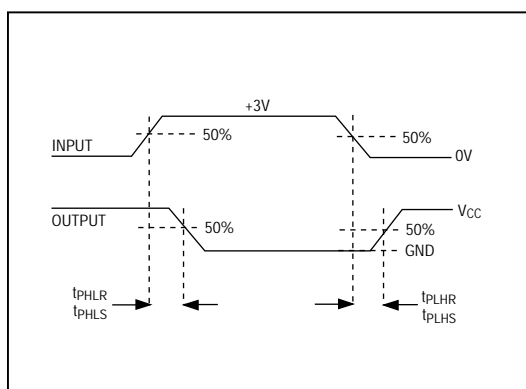 +3V
50%
50%
INPUT
0V
OUTPUT
VCC
50%
50%
GND
tPHLR
tPHLS
tPLHR
tPLHS